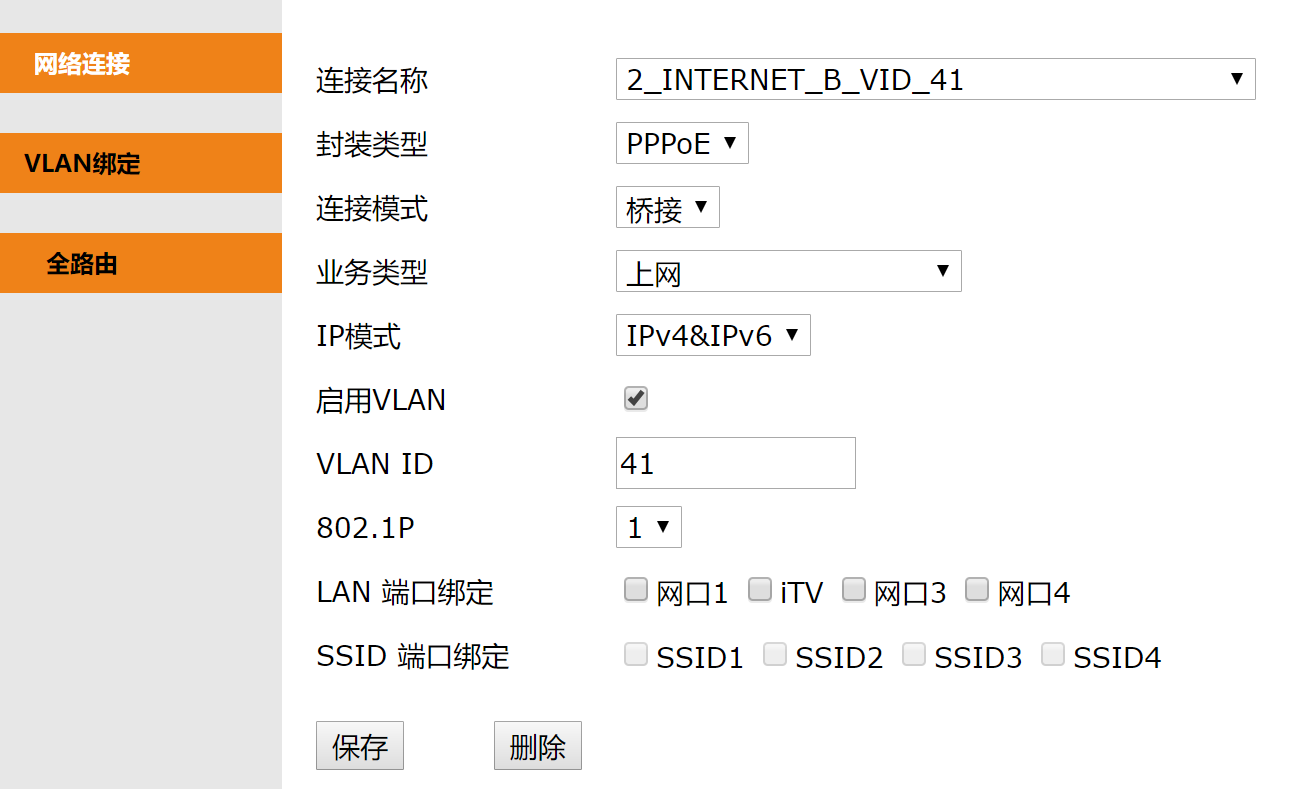 网络连接
VLAN绑定
全路由
连接名称 2_INTERNET_B_VID_41
封装类型 PPPoE
连接模式 桥接
业务类型 上网
IP模式 IPv4&IPv6
启用VLAN
VLAN ID 41
802.1P 1
LAN 端口绑定 网口1 iTV 网口3 网口4
SSID 端口绑定 SSID1 SSID2 SSID3 SSID4
保存 删除